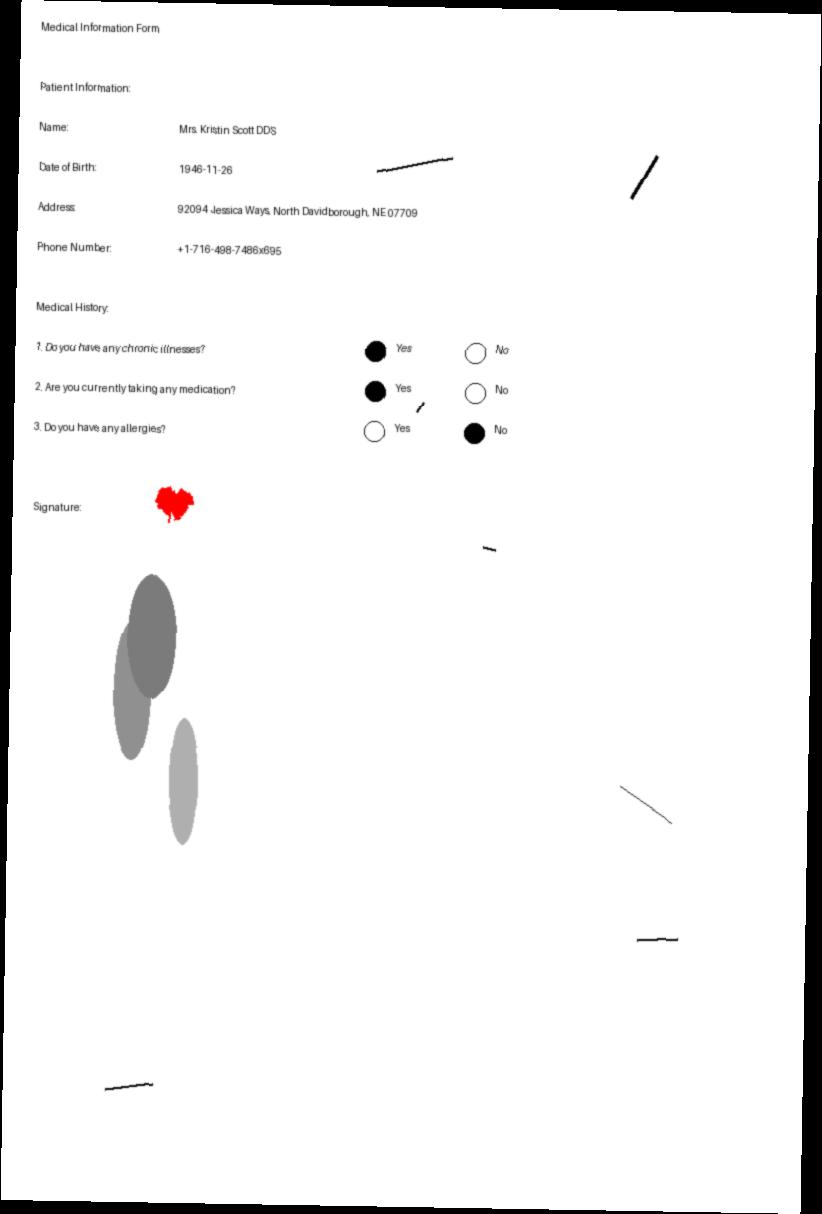 Medical Information Form
Patient Information:
Name: Mrs. Kristin Scott DDS
Date of Birth: 1946-11-26
Address: 92094 Jessica Ways, North Davidborough, NE 07709
Phone Number: +1-716-498-7486x695
Medical History:
1. Do you have any chronic illnesses? Yes No
2. Are you currently taking any medication? Yes No
3. Do you have any allergies? Yes No
Signature: